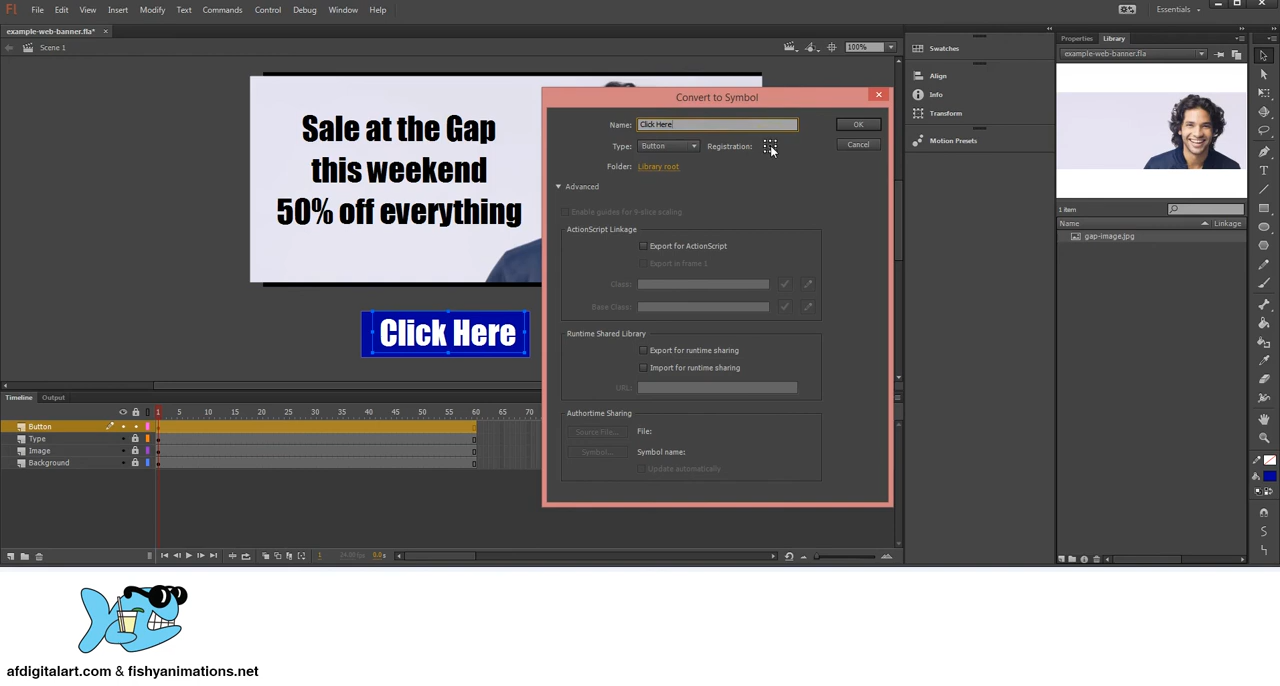 Fl File Edit View Insert Modify Text Commands Control Debug Window Help Essentials
example-web-banner.fla*
Scene 1
100%
Sale at the Gap
this weekend
50% off everything
Click Here
Convert to Symbol
Name: Click Here OK
Type: Button Registration: Cancel
Folder: Library root
Advanced
Enable guides for 9-slice scaling
ActionScript Linkage
Export for ActionScript
Export in frame 1
Class:
Base Class:
Runtime Shared Library
Export for runtime sharing
Import for runtime sharing
URL:
Authortime Sharing
Source File... File:
Symbol... Symbol name:
Update automatically
Swatches
Align
Info
Transform
Motion Presets
Properties Library
example-web-banner.fla
1 item
Name Linkage
gap-image.jpg
Timeline Output
1 5 10 15 20 25 30 35 40 45 50 55 60 65 70
Button
Type
Image
Background
1 24.00 fps 0.0s
afdigitalart.com & fishyanimations.net